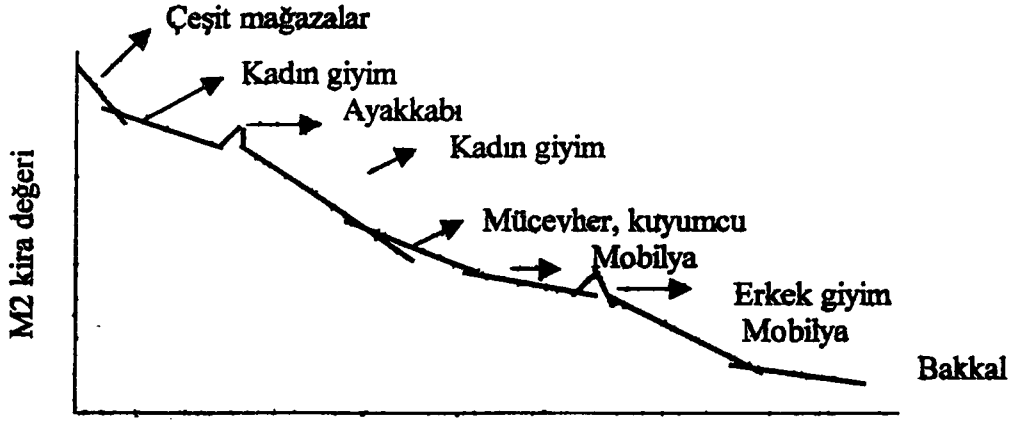 Çeşit mağazalar
Kadın giyim
Ayakkabı
Kadın giyim
Mücevher, kuyumcu
Mobilya
Erkek giyim
Mobilya
Bakkal
M2 kira değeri